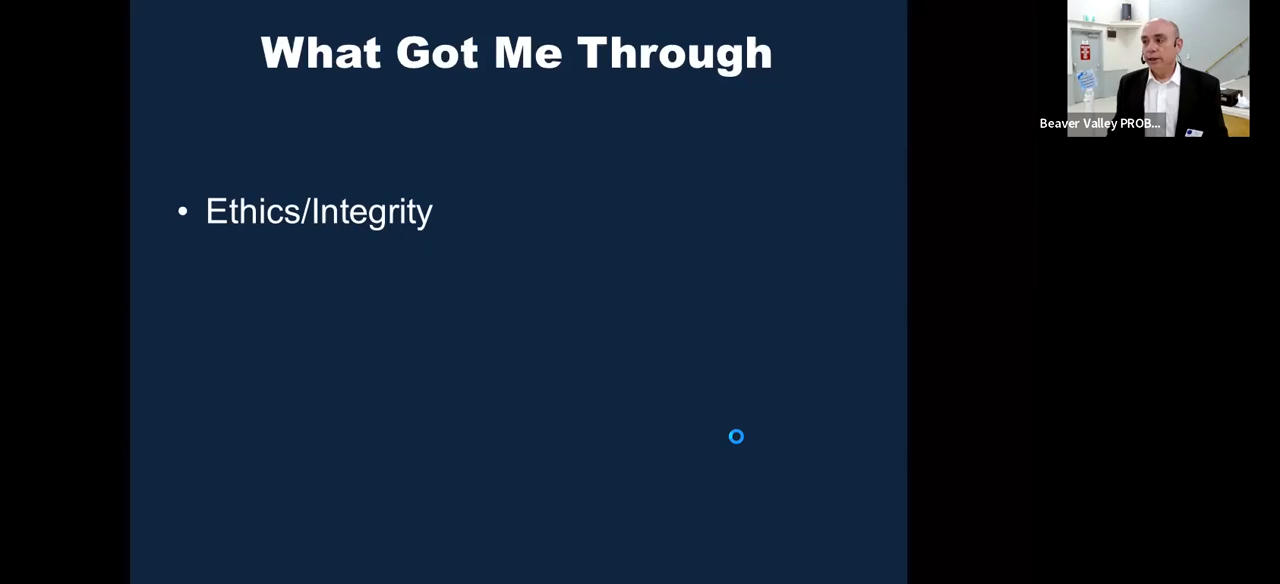 What Got Me Through
• Ethics/Integrity
Beaver Valley PROB...